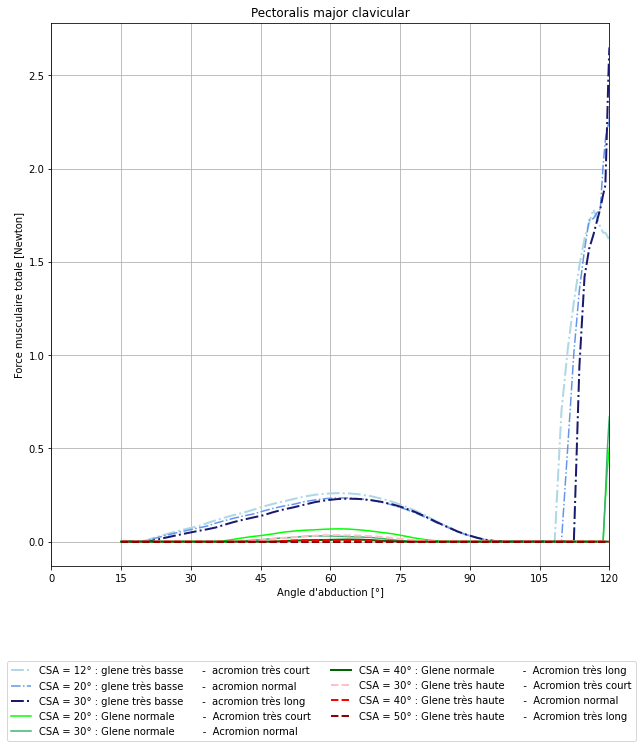 Pectoralis major clavicular
Force musculaire totale [Newton]
2.5
2.0
1.5
1.0
0.5
0.0
0 15 30 45 60 75 90 105 120
Angle d'abduction [°]
CSA = 12° : glene très basse - acromion très court
CSA = 20° : glene très basse - acromion normal
CSA = 30° : glene très basse - acromion très long
CSA = 20° : Glene normale - Acromion très court
CSA = 30° : Glene normale - Acromion normal
CSA = 40° : Glene normale - Acromion très long
CSA = 30° : Glene très haute - Acromion très court
CSA = 40° : Glene très haute - Acromion normal
CSA = 50° : Glene très haute - Acromion très long